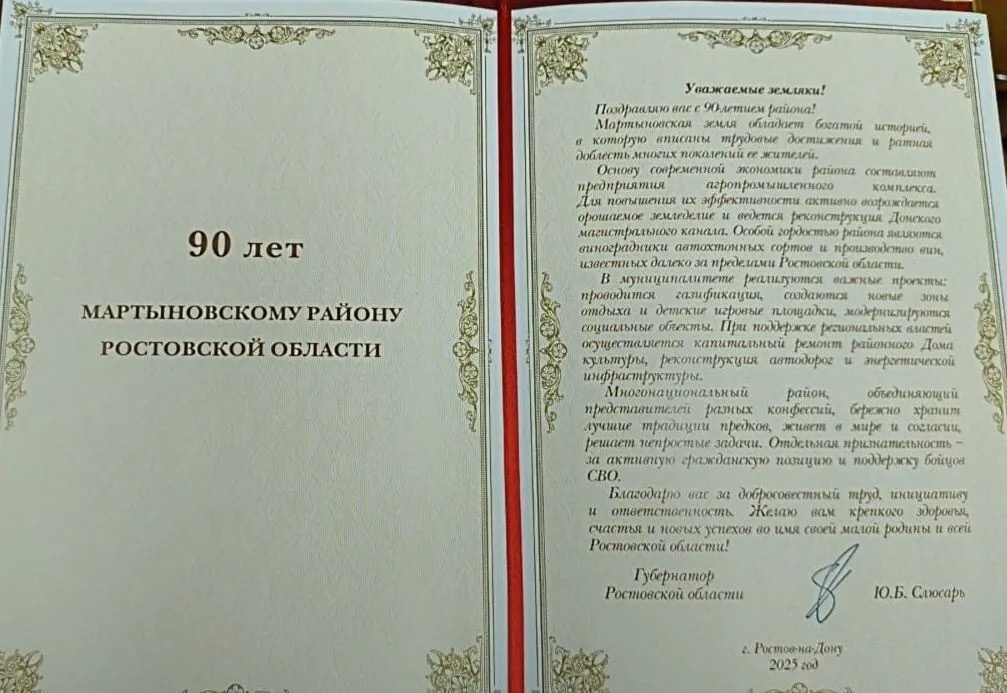 90 лет
МАРТЫНОВСКОМУ РАЙОНУ
РОСТОВСКОЙ ОБЛАСТИ
Уважаемые земляки!
Поздравляю вас с 90-летием района!
Мартыновская земля обладает богатой историей,
в которую вписаны трудовые достижения и ратная
доблесть многих поколений ее жителей.
Основу современной экономики района составляют
предприятия агропромышленного комплекса.
Для повышения их эффективности активно возрождается
орошаемое земледелие и ведется реконструкция Донского
магистрального канала. Особой гордостью района являются
виноградники автохтонных сортов и производство вин,
известных далеко за пределами Ростовской области.
В муниципалитете реализуются важные проекты:
проводится газификация, создаются новые зоны
отдыха и детские игровые площадки, модернизируются
социальные объекты. При поддержке региональных властей
осуществляется капитальный ремонт районного Дома
культуры, реконструкция автодорог и энергетической
инфраструктуры.
Многонациональный район, объединяющий
представителей разных конфессий, бережно хранит
лучшие традиции предков, живет в мире и согласии,
решает непростые задачи. Отдельная признательность –
за активную гражданскую позицию и поддержку бойцов
СВО.
Благодарю вас за добросовестный труд, инициативу
и ответственность. Желаю вам крепкого здоровья,
счастья и новых успехов во имя своей малой родины и всей
Ростовской области!
Губернатор
Ростовской области Ю.Б. Слюсарь
г. Ростов-на-Дону
2025 год